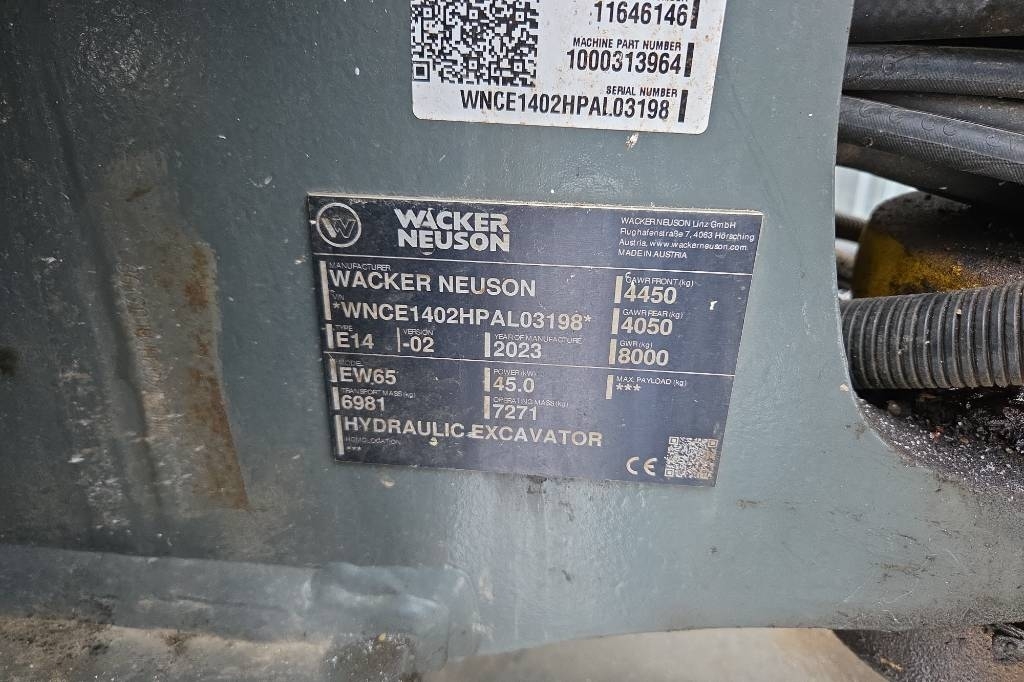 11646146
MACHINE PART NUMBER
1000313964
SERIAL NUMBER
WNCE1402HPAL03198
W
WACKER
NEUSON
WACKER NEUSON Linz GmbH
Flughafenstraße 7, 4063 Hörsching
Austria, www.wackerneuson.com
MADE IN AUSTRIA
MANUFACTURER
WACKER NEUSON
VIN
*WNCE1402HPAL03198*
TYPE
E14
VERSION
-02
YEAR OF MANUFACTURE
2023
MODEL
EW65
POWER (kW)
45.0
TRANSPORT MASS (kg)
6981
OPERATING MASS (kg)
7271
HYDRAULIC EXCAVATOR
HOMOLOGATION
***
GAWR FRONT (kg)
4450
GAWR REAR (kg)
4050
GWR (kg)
8000
MAX. PAYLOAD (kg)
***
CE